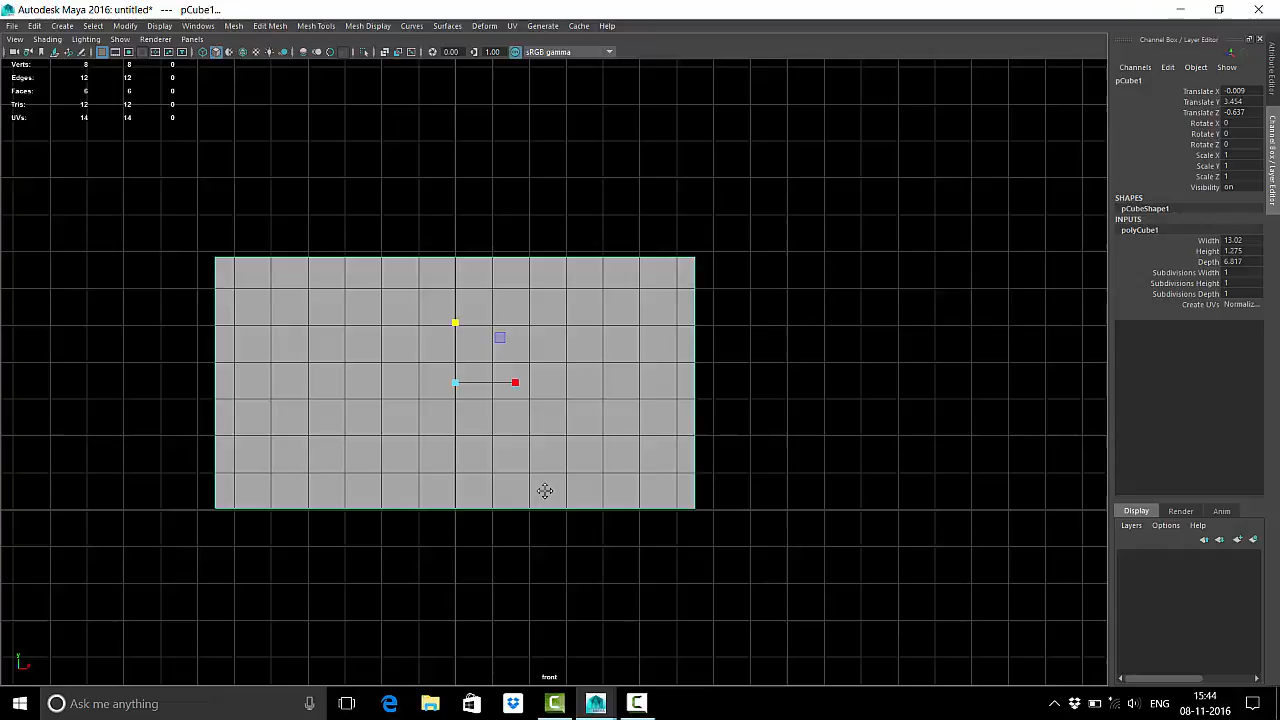 Autodesk Maya 2016: untitled* --- pCube1...
File Edit Create Select Modify Display Windows Mesh Edit Mesh Mesh Tools Mesh Display Curves Surfaces Deform UV Generate Cache Help
View Shading Lighting Show Renderer Panels
0.00 1.00 sRGB gamma
Verts: 8 8 0
Edges: 12 12 0
Faces: 6 6 0
Tris: 12 12 0
UVs: 14 14 0
y
x
front
Channel Box / Layer Editor
Channels Edit Object Show
pCube1
Translate X -0.009
Translate Y 3.454
Translate Z -0.637
Rotate X 0
Rotate Y 0
Rotate Z 0
Scale X 1
Scale Y 1
Scale Z 1
Visibility on
SHAPES
pCubeShape1
INPUTS
polyCube1
Width 13.02
Height 1.275
Depth 6.817
Subdivisions Width 1
Subdivisions Height 1
Subdivisions Depth 1
Create UVs Normaliz...
Display Render Anim
Layers Options Help
Attribute Editor
Channel Box / Layer Editor
Ask me anything
ENG
15:44
08-11-2016